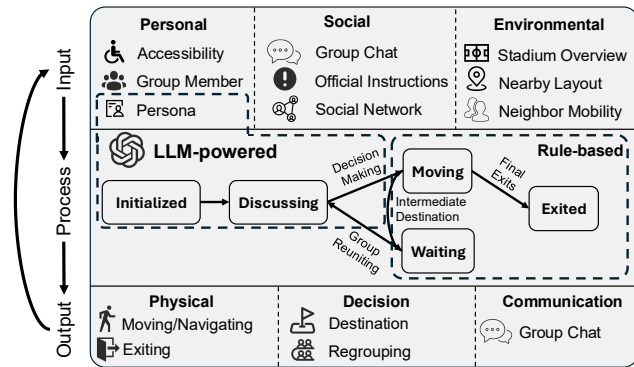 Input
Process
Output
Personal
Accessibility
Group Member
Persona
Social
Group Chat
Official Instructions
Social Network
Environmental
Stadium Overview
Nearby Layout
Neighbor Mobility
LLM-powered
Rule-based
Initialized
Discussing
Decision
Making
Group
Reuniting
Moving
Intermediate
Destination
Waiting
Final
Exits
Exited
Physical
Moving/Navigating
Exiting
Decision
Destination
Regrouping
Communication
Group Chat